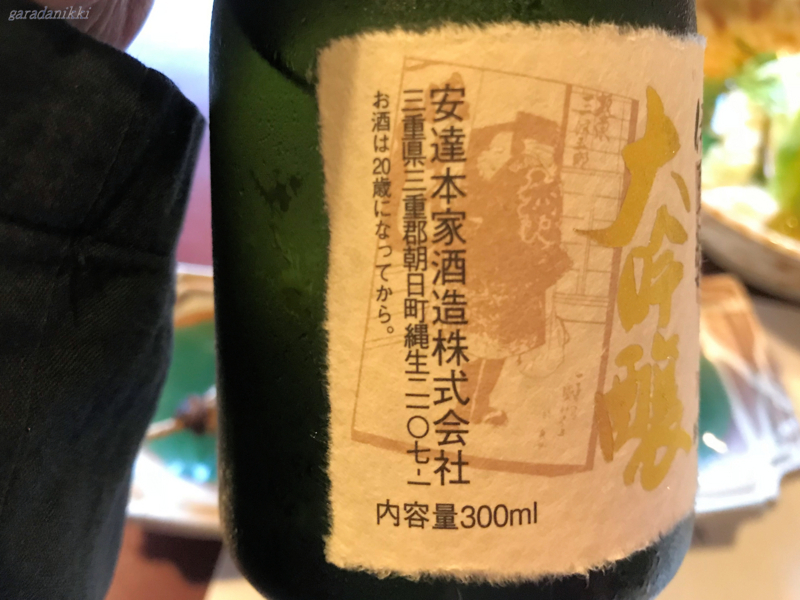 garadanikki
大吟醸
安達本家酒造株式会社
三重県三重郡朝日町縄生二一〇七-二
お酒は20歳になってから。
内容量300ml